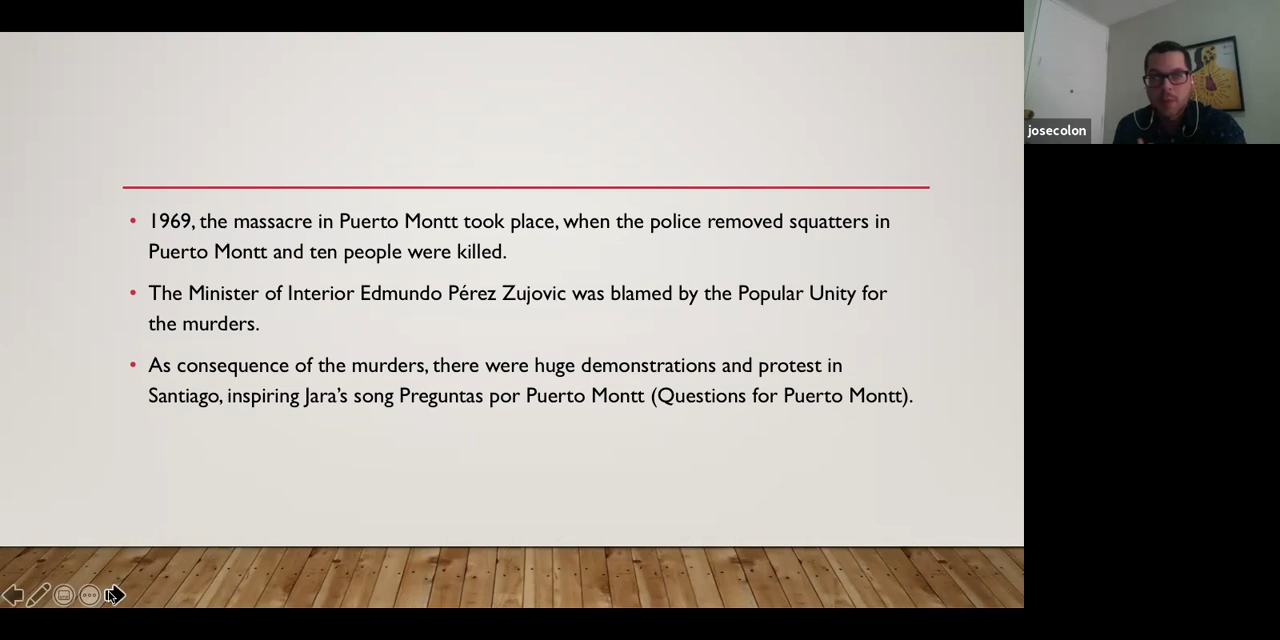 • 1969, the massacre in Puerto Montt took place, when the police removed squatters in
Puerto Montt and ten people were killed.
• The Minister of Interior Edmundo Pérez Zujovic was blamed by the Popular Unity for
the murders.
• As consequence of the murders, there were huge demonstrations and protest in
Santiago, inspiring Jara's song Preguntas por Puerto Montt (Questions for Puerto Montt).
josecolon